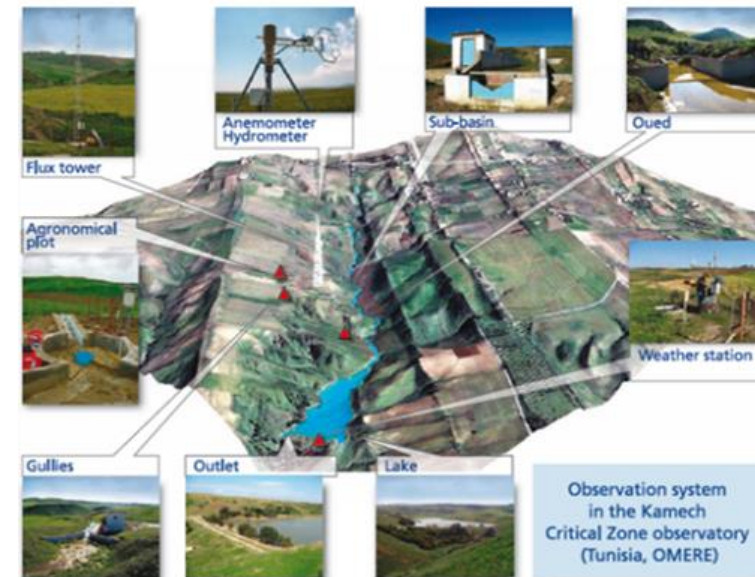 Flux tower
Anemometer
Hydrometer
Sub-basin
Oued
Agronomical
plot
Weather station
Gullies
Outlet
Lake
Observation system
in the Kamech
Critical Zone observatory
(Tunisia, OMERE)